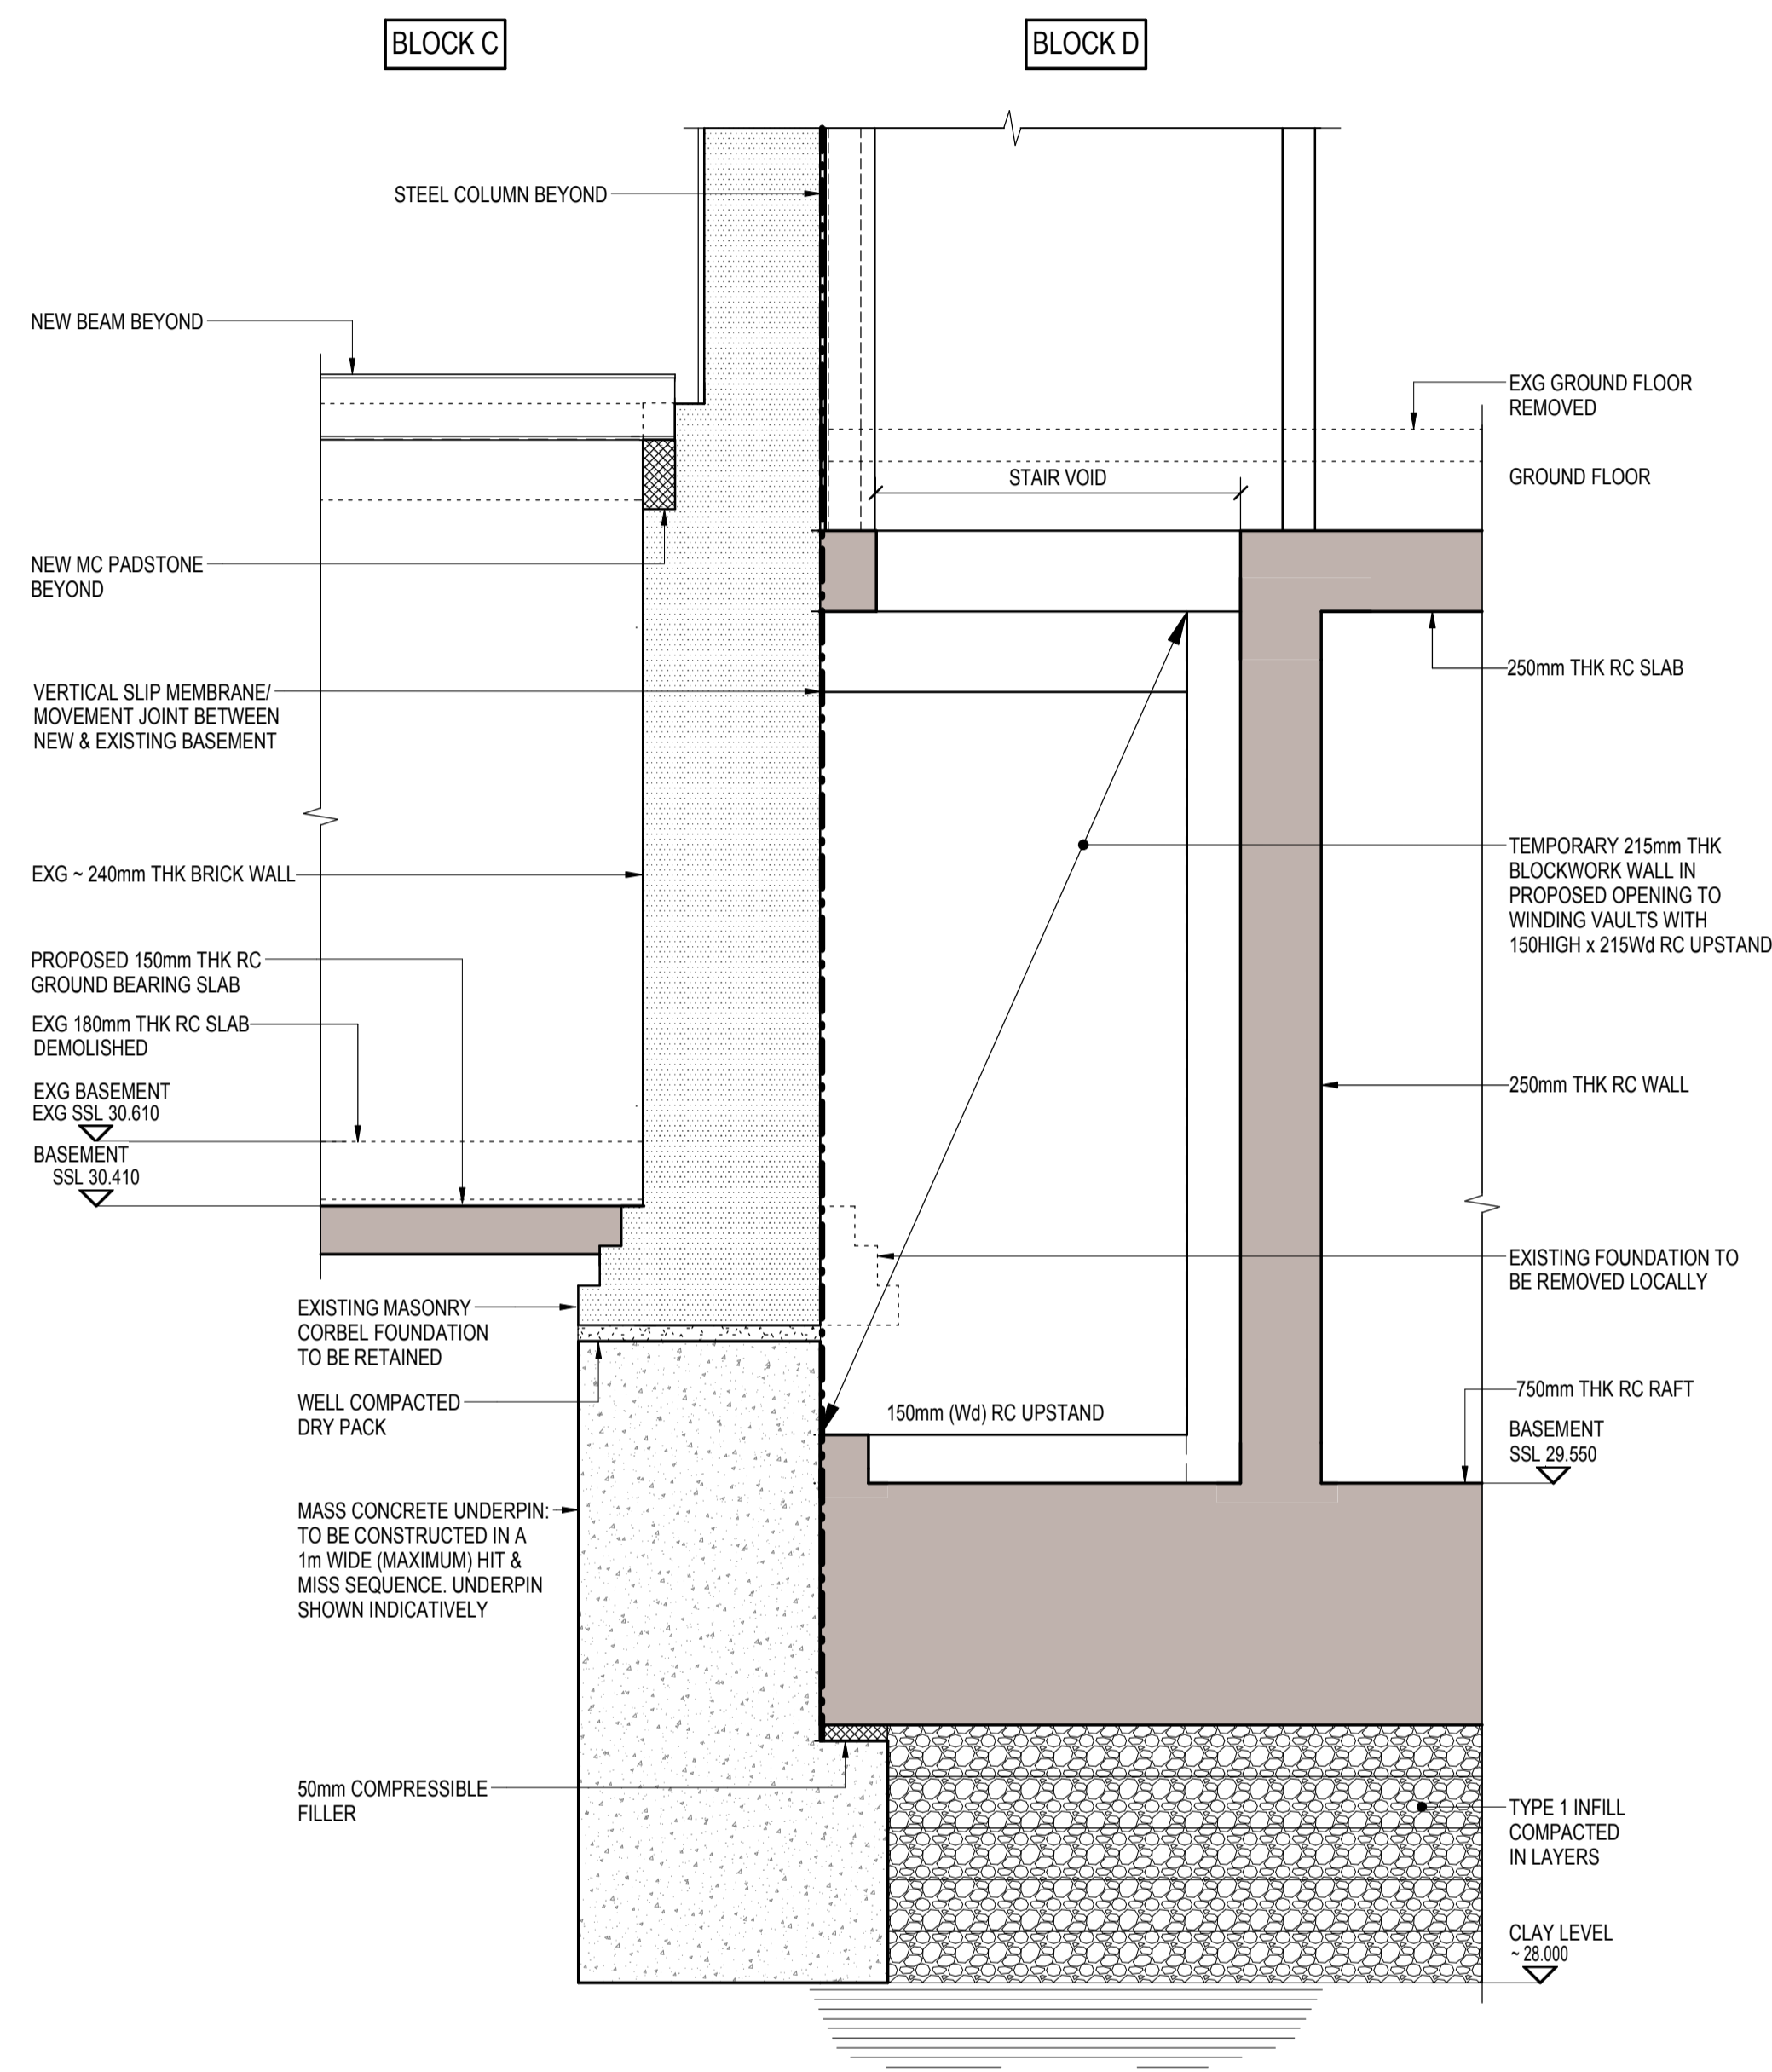 BLOCK C
BLOCK D
STEEL COLUMN BEYOND
NEW BEAM BEYOND
NEW MC PADSTONE
BEYOND
VERTICAL SLIP MEMBRANE/
MOVEMENT JOINT BETWEEN
NEW & EXISTING BASEMENT
EXG ~ 240mm THK BRICK WALL
PROPOSED 150mm THK RC
GROUND BEARING SLAB
EXG 180mm THK RC SLAB
DEMOLISHED
EXG BASEMENT
EXG SSL 30.610
BASEMENT
SSL 30.410
EXISTING MASONRY
CORBEL FOUNDATION
TO BE RETAINED
WELL COMPACTED
DRY PACK
MASS CONCRETE UNDERPIN:
TO BE CONSTRUCTED IN A
1m WIDE (MAXIMUM) HIT &
MISS SEQUENCE. UNDERPIN
SHOWN INDICATIVELY
50mm COMPRESSIBLE
FILLER
STAIR VOID
150mm (Wd) RC UPSTAND
EXG GROUND FLOOR
REMOVED
GROUND FLOOR
250mm THK RC SLAB
TEMPORARY 215mm THK
BLOCKWORK WALL IN
PROPOSED OPENING TO
WINDING VAULTS WITH
150HIGH x 215Wd RC UPSTAND
250mm THK RC WALL
EXISTING FOUNDATION TO
BE REMOVED LOCALLY
750mm THK RC RAFT
BASEMENT
SSL 29.550
TYPE 1 INFILL
COMPACTED
IN LAYERS
CLAY LEVEL
~ 28.000